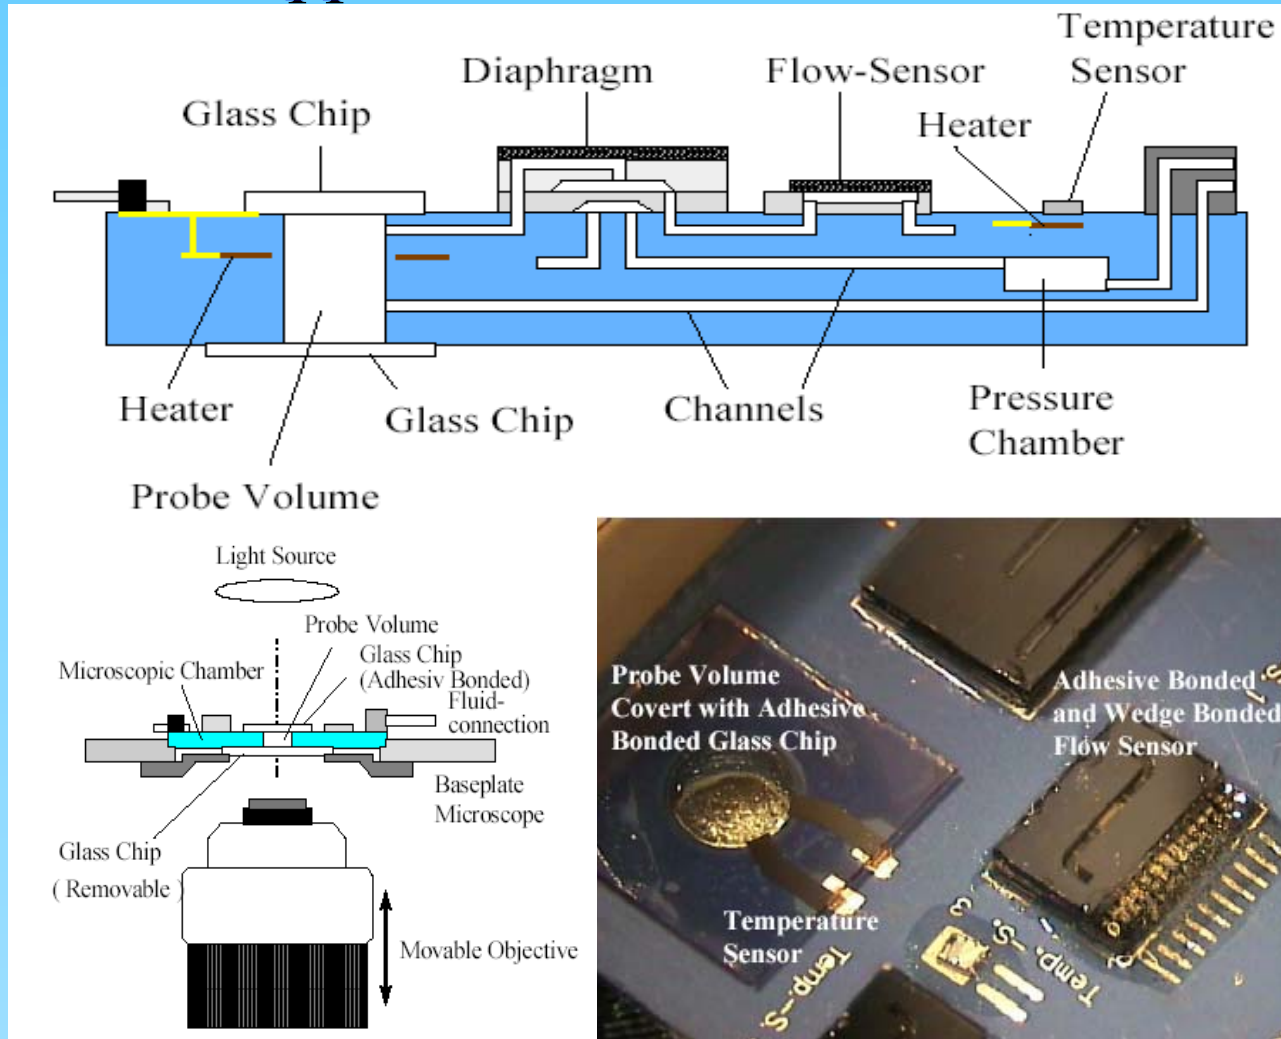 Temperature
Sensor
Diaphragm
Flow-Sensor
Glass Chip
Heater
Heater
Glass Chip
Channels
Pressure
Chamber
Probe Volume
Light Source
Probe Volume
Glass Chip
(Adhesiv Bonded)
Microscopic Chamber
Fluid-
connection
Baseplate
Microscope
Glass Chip
( Removable )
Movable Objective
Probe Volume
Covert with Adhesive
Bonded Glass Chip
Adhesive Bonded
and Wedge Bonded
Flow Sensor
Temperature
Sensor
Temp.-S.
Temp.-S.